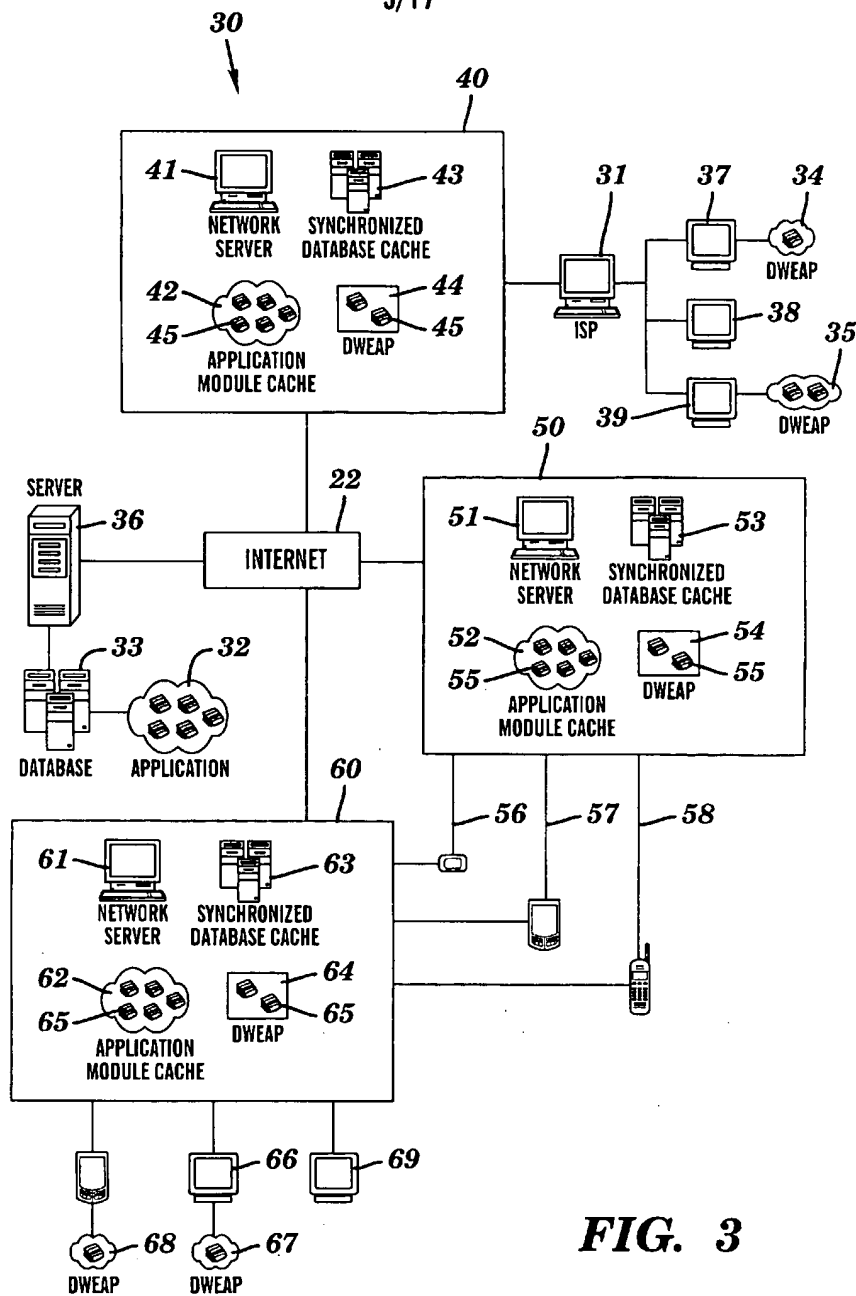 30
40
41
NETWORK
SERVER
43
SYNCHRONIZED
DATABASE CACHE
42
45
APPLICATION
MODULE CACHE
44
45
DWEAP
31
ISP
37
34
DWEAP
38
35
39
DWEAP
SERVER
36
22
INTERNET
33
DATABASE
32
APPLICATION
50
51
NETWORK
SERVER
53
SYNCHRONIZED
DATABASE CACHE
52
55
APPLICATION
MODULE CACHE
54
55
DWEAP
56
57
58
60
61
NETWORK
SERVER
63
SYNCHRONIZED
DATABASE CACHE
62
65
APPLICATION
MODULE CACHE
64
65
DWEAP
66
69
68
DWEAP
67
DWEAP
FIG. 3